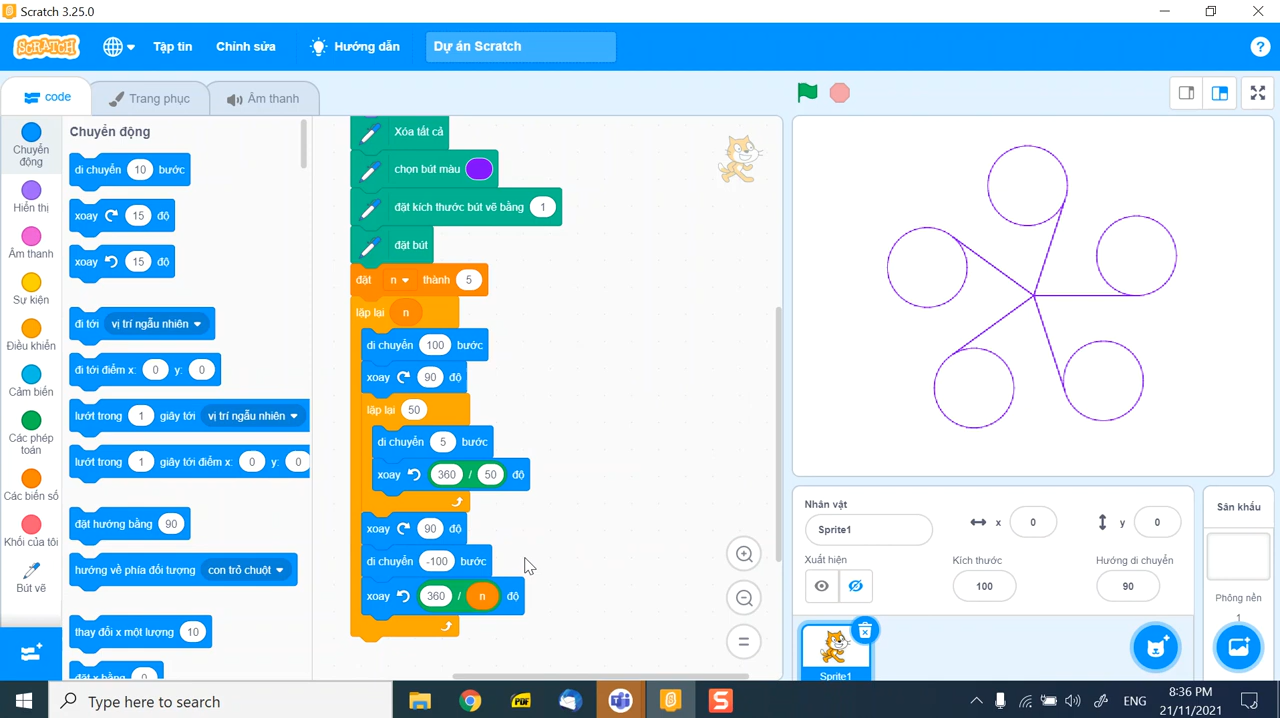 Scratch 3.25.0
SCRATCH
Tập tin
Chỉnh sửa
Hướng dẫn
Dự án Scratch
?
code
Trang phục
Âm thanh
Chuyển động
Hiển thị
Âm thanh
Sự kiện
Điều khiển
Cảm biến
Các phép toán
Các biến số
Khối của tôi
Bút vẽ
Chuyển động
di chuyển 10 bước
xoay 15 độ
xoay 15 độ
đi tới vị trí ngẫu nhiên
đi tới điểm x: 0 y: 0
lướt trong 1 giây tới vị trí ngẫu nhiên
lướt trong 1 giây tới điểm x: 0 y: 0
đặt hướng bằng 90
hướng về phía đối tượng con trỏ chuột
thay đổi x một lượng 10
đặt x bằng 0
Xóa tất cả
chọn bút màu
đặt kích thước bút vẽ bằng 1
đặt bút
đặt n thành 5
lặp lại n
di chuyển 100 bước
xoay 90 độ
lặp lại 50
di chuyển 5 bước
xoay 360 / 50 độ
xoay 90 độ
di chuyển -100 bước
xoay 360 / n độ
Nhân vật
Sprite1
x 0
y 0
Xuất hiện
Kích thước
100
Hướng di chuyển
90
Sprite1
Sân khấu
Phông nền
1
Type here to search
PDF
S
ENG
8:36 PM
21/11/2021